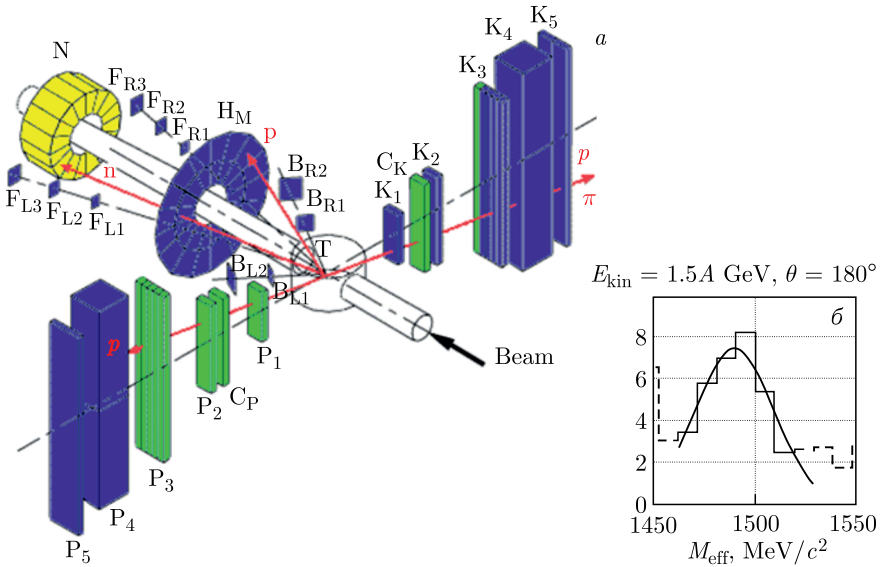 a
N
F_R3
F_R2
F_R1
H_M
p
n
F_L3
F_L2
F_L1
B_R2
B_R1
T
B_L2
B_L1
K_1
C_K
K_2
K_3
K_4
K_5
p
π
p
P_1
C_P
P_2
P_3
P_4
P_5
Beam
E_kin = 1.5A GeV, θ = 180°
б
8
6
4
2
0
1450 1500 1550
M_eff, MeV/c²